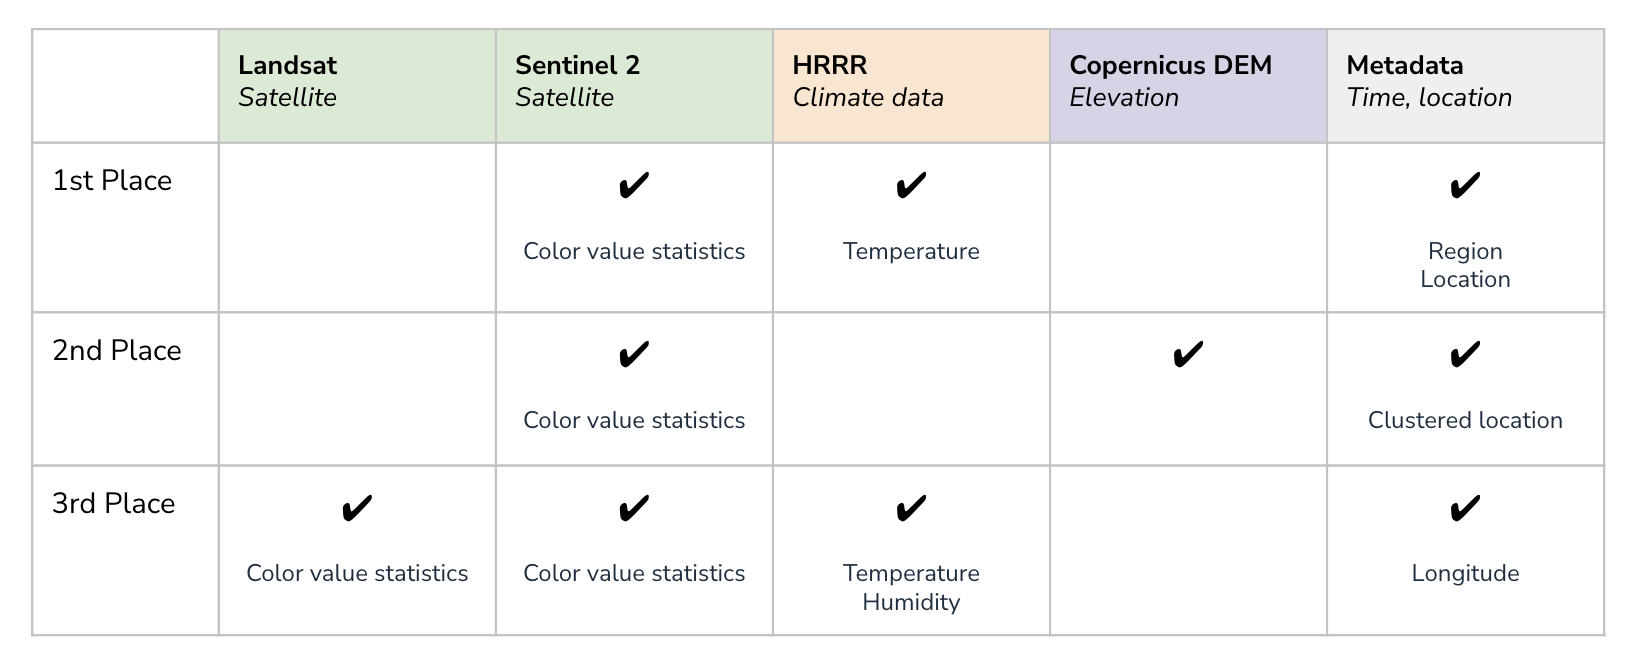 Landsat
Satellite
Sentinel 2
Satellite
HRRR
Climate data
Copernicus DEM
Elevation
Metadata
Time, location
1st Place
✔
✔
✔
Color value statistics
Temperature
Region
Location
2nd Place
✔
✔
✔
Color value statistics
Clustered location
3rd Place
✔
✔
✔
✔
Color value statistics
Color value statistics
Temperature
Humidity
Longitude